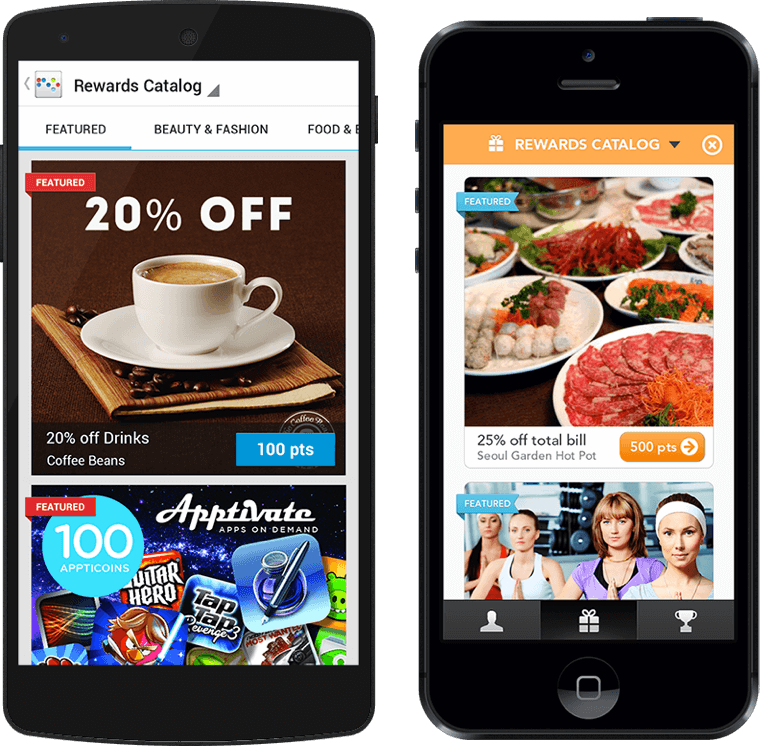 Rewards Catalog
FEATURED
BEAUTY & FASHION
FOOD &
FEATURED
20% OFF
20% off Drinks
Coffee Beans
100 pts
FEATURED
100
APPTICOINS
Apptivate
APPS ON DEMAND
GUITAR
HERO
Tap
Tap
Revenge 3
REWARDS CATALOG
FEATURED
25% off total bill
Seoul Garden Hot Pot
500 pts
FEATURED